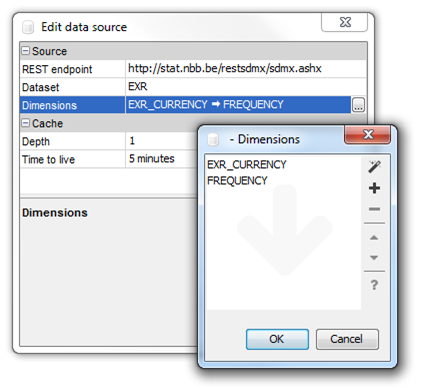 Edit data source
Source
REST endpoint http://stat.nbb.be/restsdmx/sdmx.ashx
Dataset EXR
Dimensions EXR_CURRENCY ➡ FREQUENCY ...
Cache
Depth 1
Time to live 5 minutes
Dimensions
- Dimensions
EXR_CURRENCY
FREQUENCY
?
OK Cancel